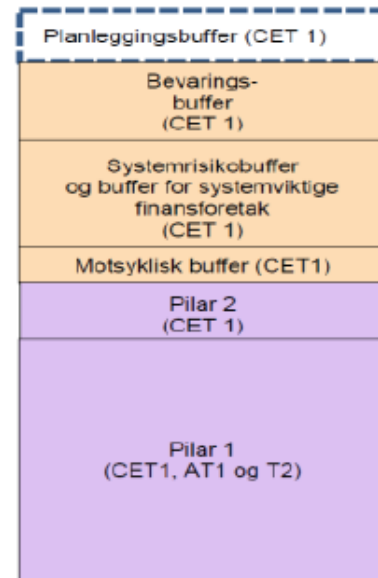 Planleggingsbuffer (CET 1)
Bevarings-
buffer
(CET 1)
Systemrisikobuffer
og buffer for systemviktige
finansforetak
(CET 1)
Motsyklisk buffer (CET1)
Pilar 2
(CET 1)
Pilar 1
(CET1, AT1 og T2)